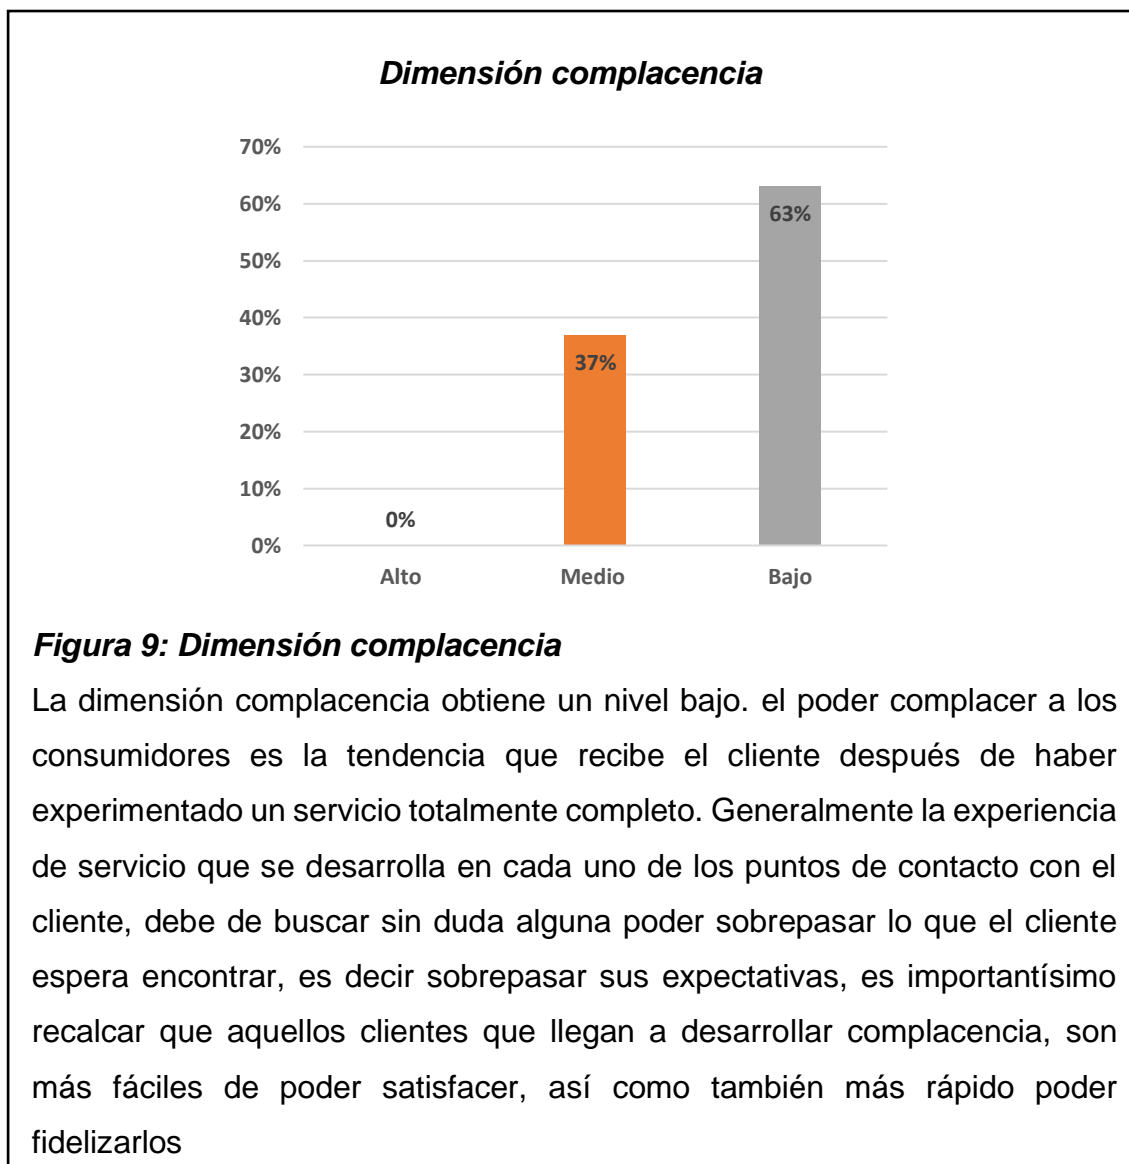 Dimensión complacencia
70%
60%
50%
40%
30%
20%
10%
0%
0%
37%
63%
Alto
Medio
Bajo
Figura 9: Dimensión complacencia
La dimensión complacencia obtiene un nivel bajo. el poder complacer a los
consumidores es la tendencia que recibe el cliente después de haber
experimentado un servicio totalmente completo. Generalmente la experiencia
de servicio que se desarrolla en cada uno de los puntos de contacto con el
cliente, debe de buscar sin duda alguna poder sobrepasar lo que el cliente
espera encontrar, es decir sobrepasar sus expectativas, es importantísimo
recalcar que aquellos clientes que llegan a desarrollar complacencia, son
más fáciles de poder satisfacer, así como también más rápido poder
fidelizarlos